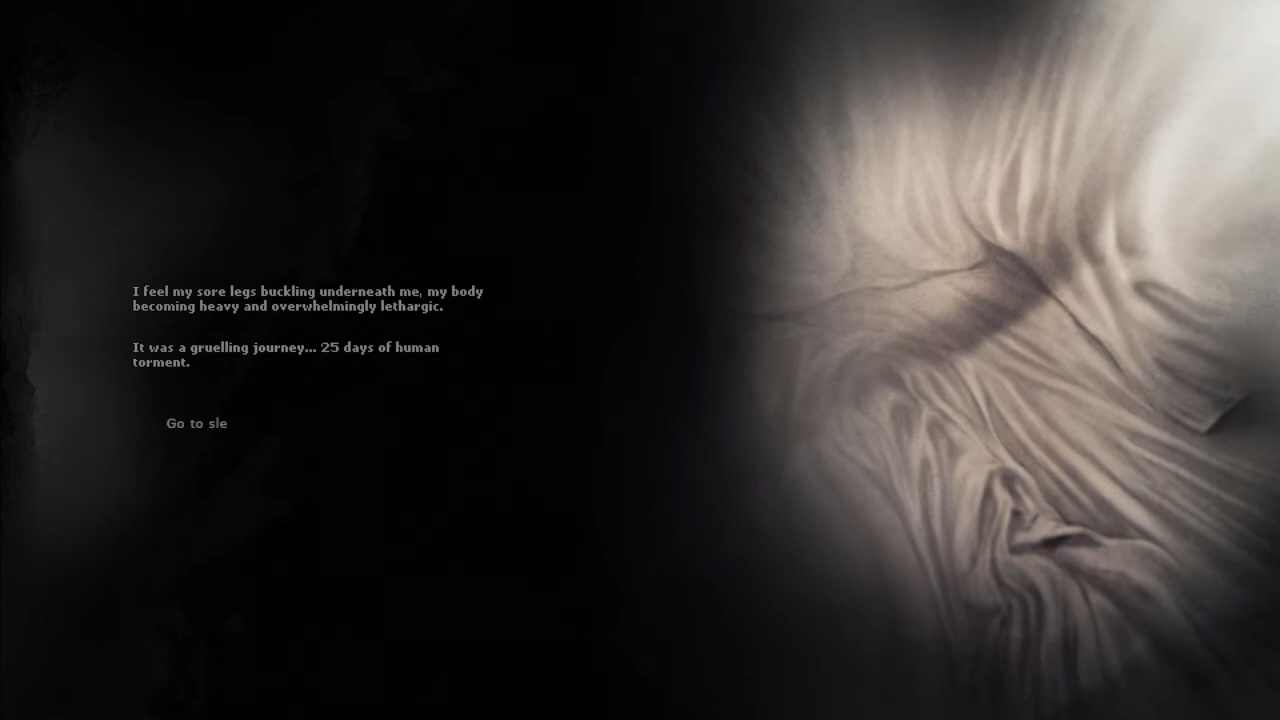 I feel my sore legs buckling underneath me, my body
becoming heavy and overwhelmingly lethargic.
It was a gruelling journey... 25 days of human
torment.
Go to sle